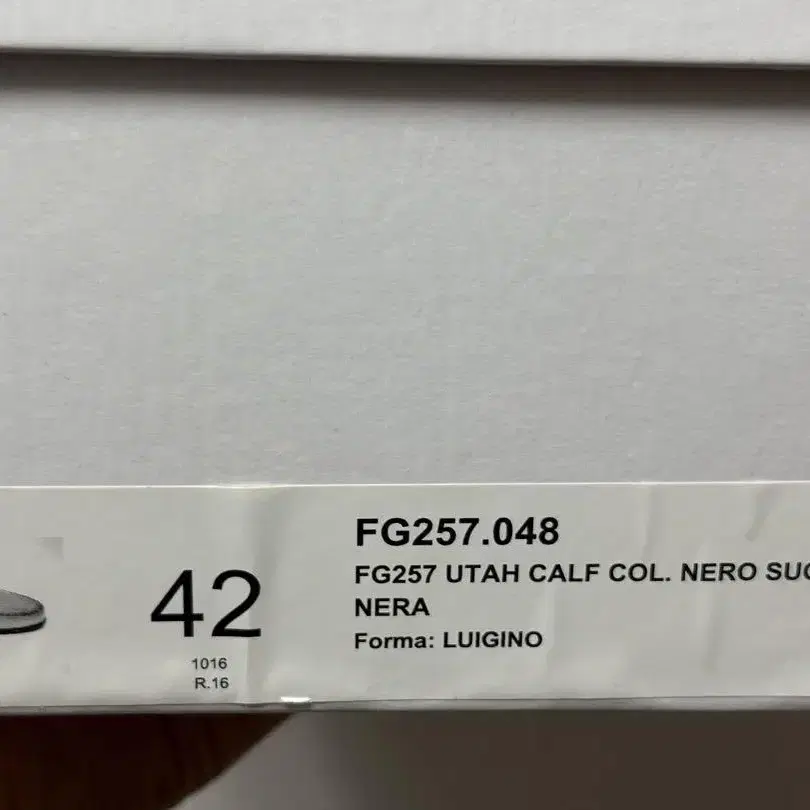 42
1016
R.16
FG257.048
FG257 UTAH CALF COL. NERO
NERA
Forma: LUIGINO